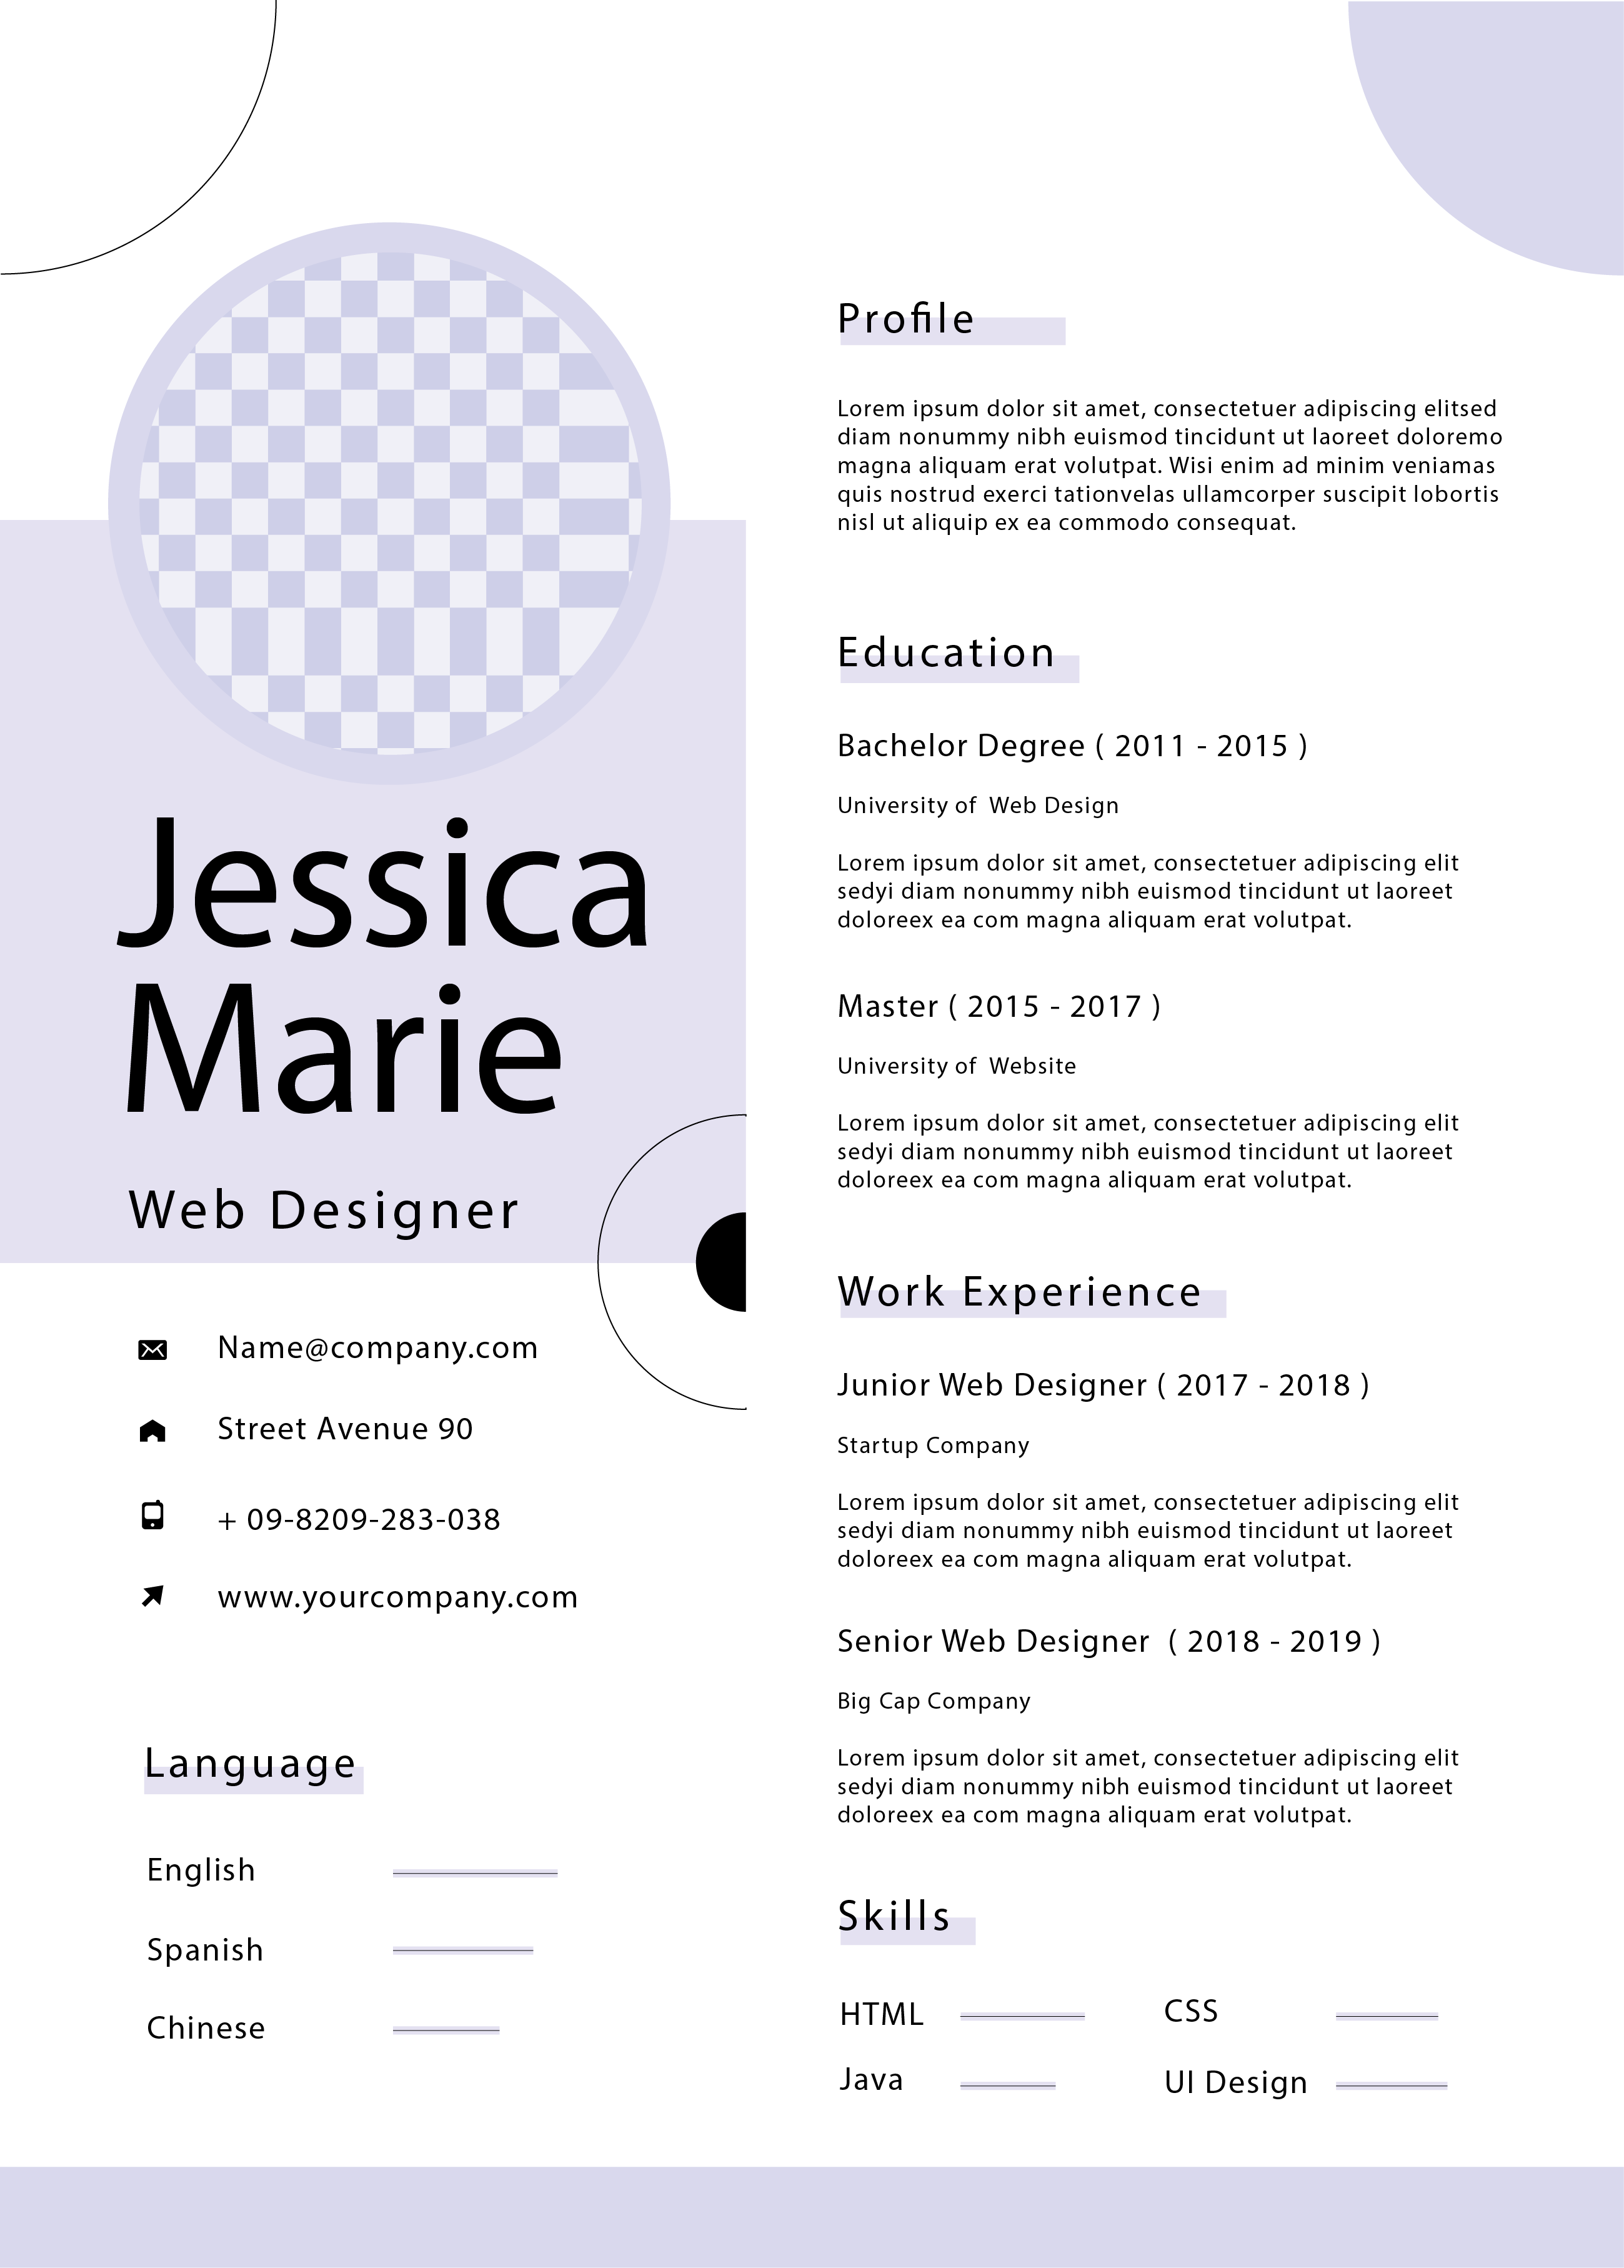 Jessica
Marie
Web Designer
Name@company.com
Street Avenue 90
+ 09-8209-283-038
www.yourcompany.com
Language
English
Spanish
Chinese
Profile
Lorem ipsum dolor sit amet, consectetuer adipiscing elitsed
diam nonummy nibh euismod tincidunt ut laoreet doloremo
magna aliquam erat volutpat. Wisi enim ad minim veniamas
quis nostrud exerci tationvelas ullamcorper suscipit lobortis
nisl ut aliquip ex ea commodo consequat.
Education
Bachelor Degree ( 2011 - 2015 )
University of  Web Design
Lorem ipsum dolor sit amet, consectetuer adipiscing elit
sedyi diam nonummy nibh euismod tincidunt ut laoreet
doloreex ea com magna aliquam erat volutpat.
Master ( 2015 - 2017 )
University of  Website
Lorem ipsum dolor sit amet, consectetuer adipiscing elit
sedyi diam nonummy nibh euismod tincidunt ut laoreet
doloreex ea com magna aliquam erat volutpat.
Work Experience
Junior Web Designer ( 2017 - 2018 )
Startup Company
Lorem ipsum dolor sit amet, consectetuer adipiscing elit
sedyi diam nonummy nibh euismod tincidunt ut laoreet
doloreex ea com magna aliquam erat volutpat.
Senior Web Designer  ( 2018 - 2019 )
Big Cap Company
Lorem ipsum dolor sit amet, consectetuer adipiscing elit
sedyi diam nonummy nibh euismod tincidunt ut laoreet
doloreex ea com magna aliquam erat volutpat.
Skills
HTML
CSS
Java
UI Design